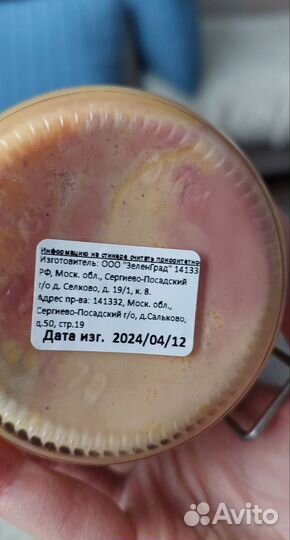 Информацию на стикере считать приоритетно
Изготовитель: ООО "ЗеленГрад" 14133
РФ, Моск. обл., Сергиево-Посадский
г/о д. Селково, д. 19/1, к. 8.
Адрес пр-ва: 141332, Моск. обл.,
Сергиево-Посадский г/о, д.Сальково,
д.50, стр.19
Дата изг. 2024/04/12
Avito